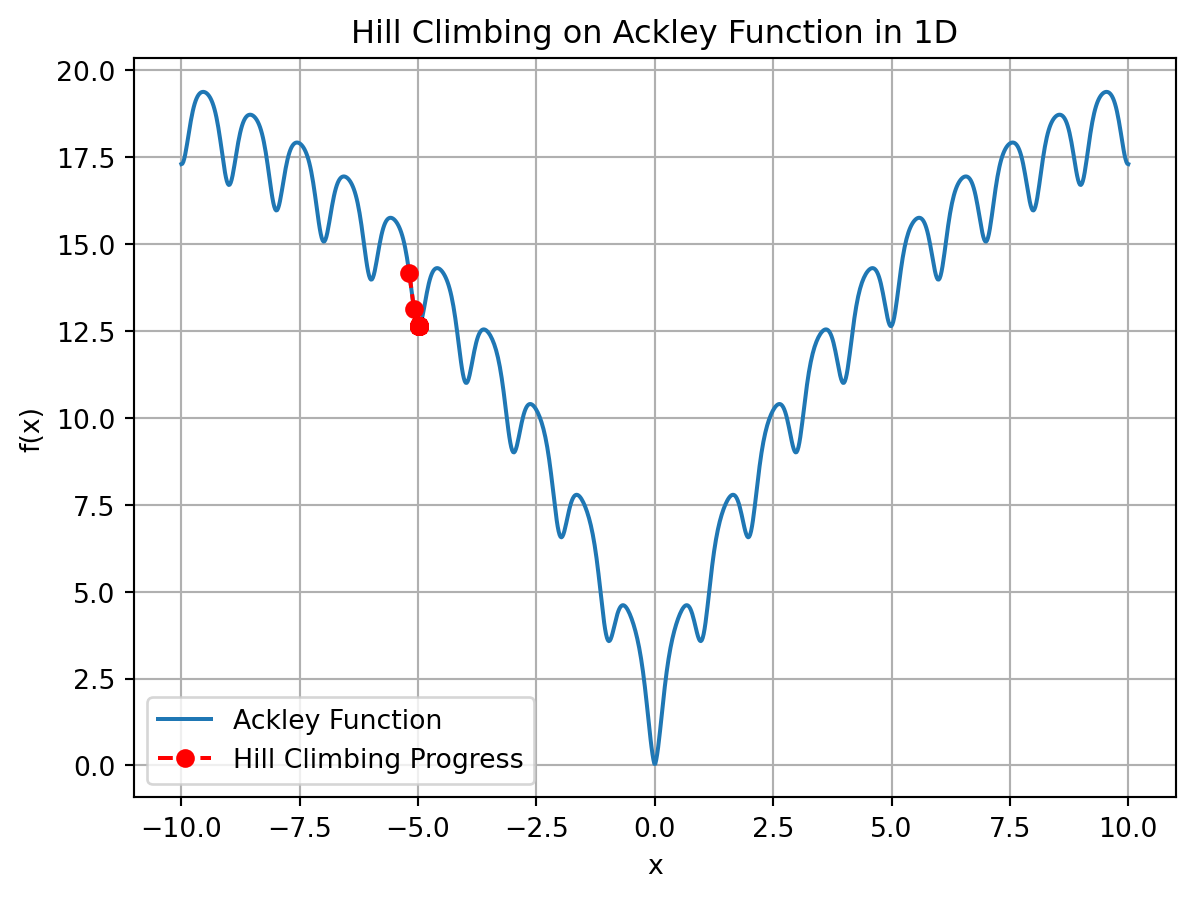 Hill Climbing on Ackley Function in 1D
20.0
17.5
15.0
12.5
10.0
7.5
5.0
2.5
0.0
f(x)
Ackley Function
Hill Climbing Progress
−10.0 −7.5 −5.0 −2.5 0.0 2.5 5.0 7.5 10.0
x